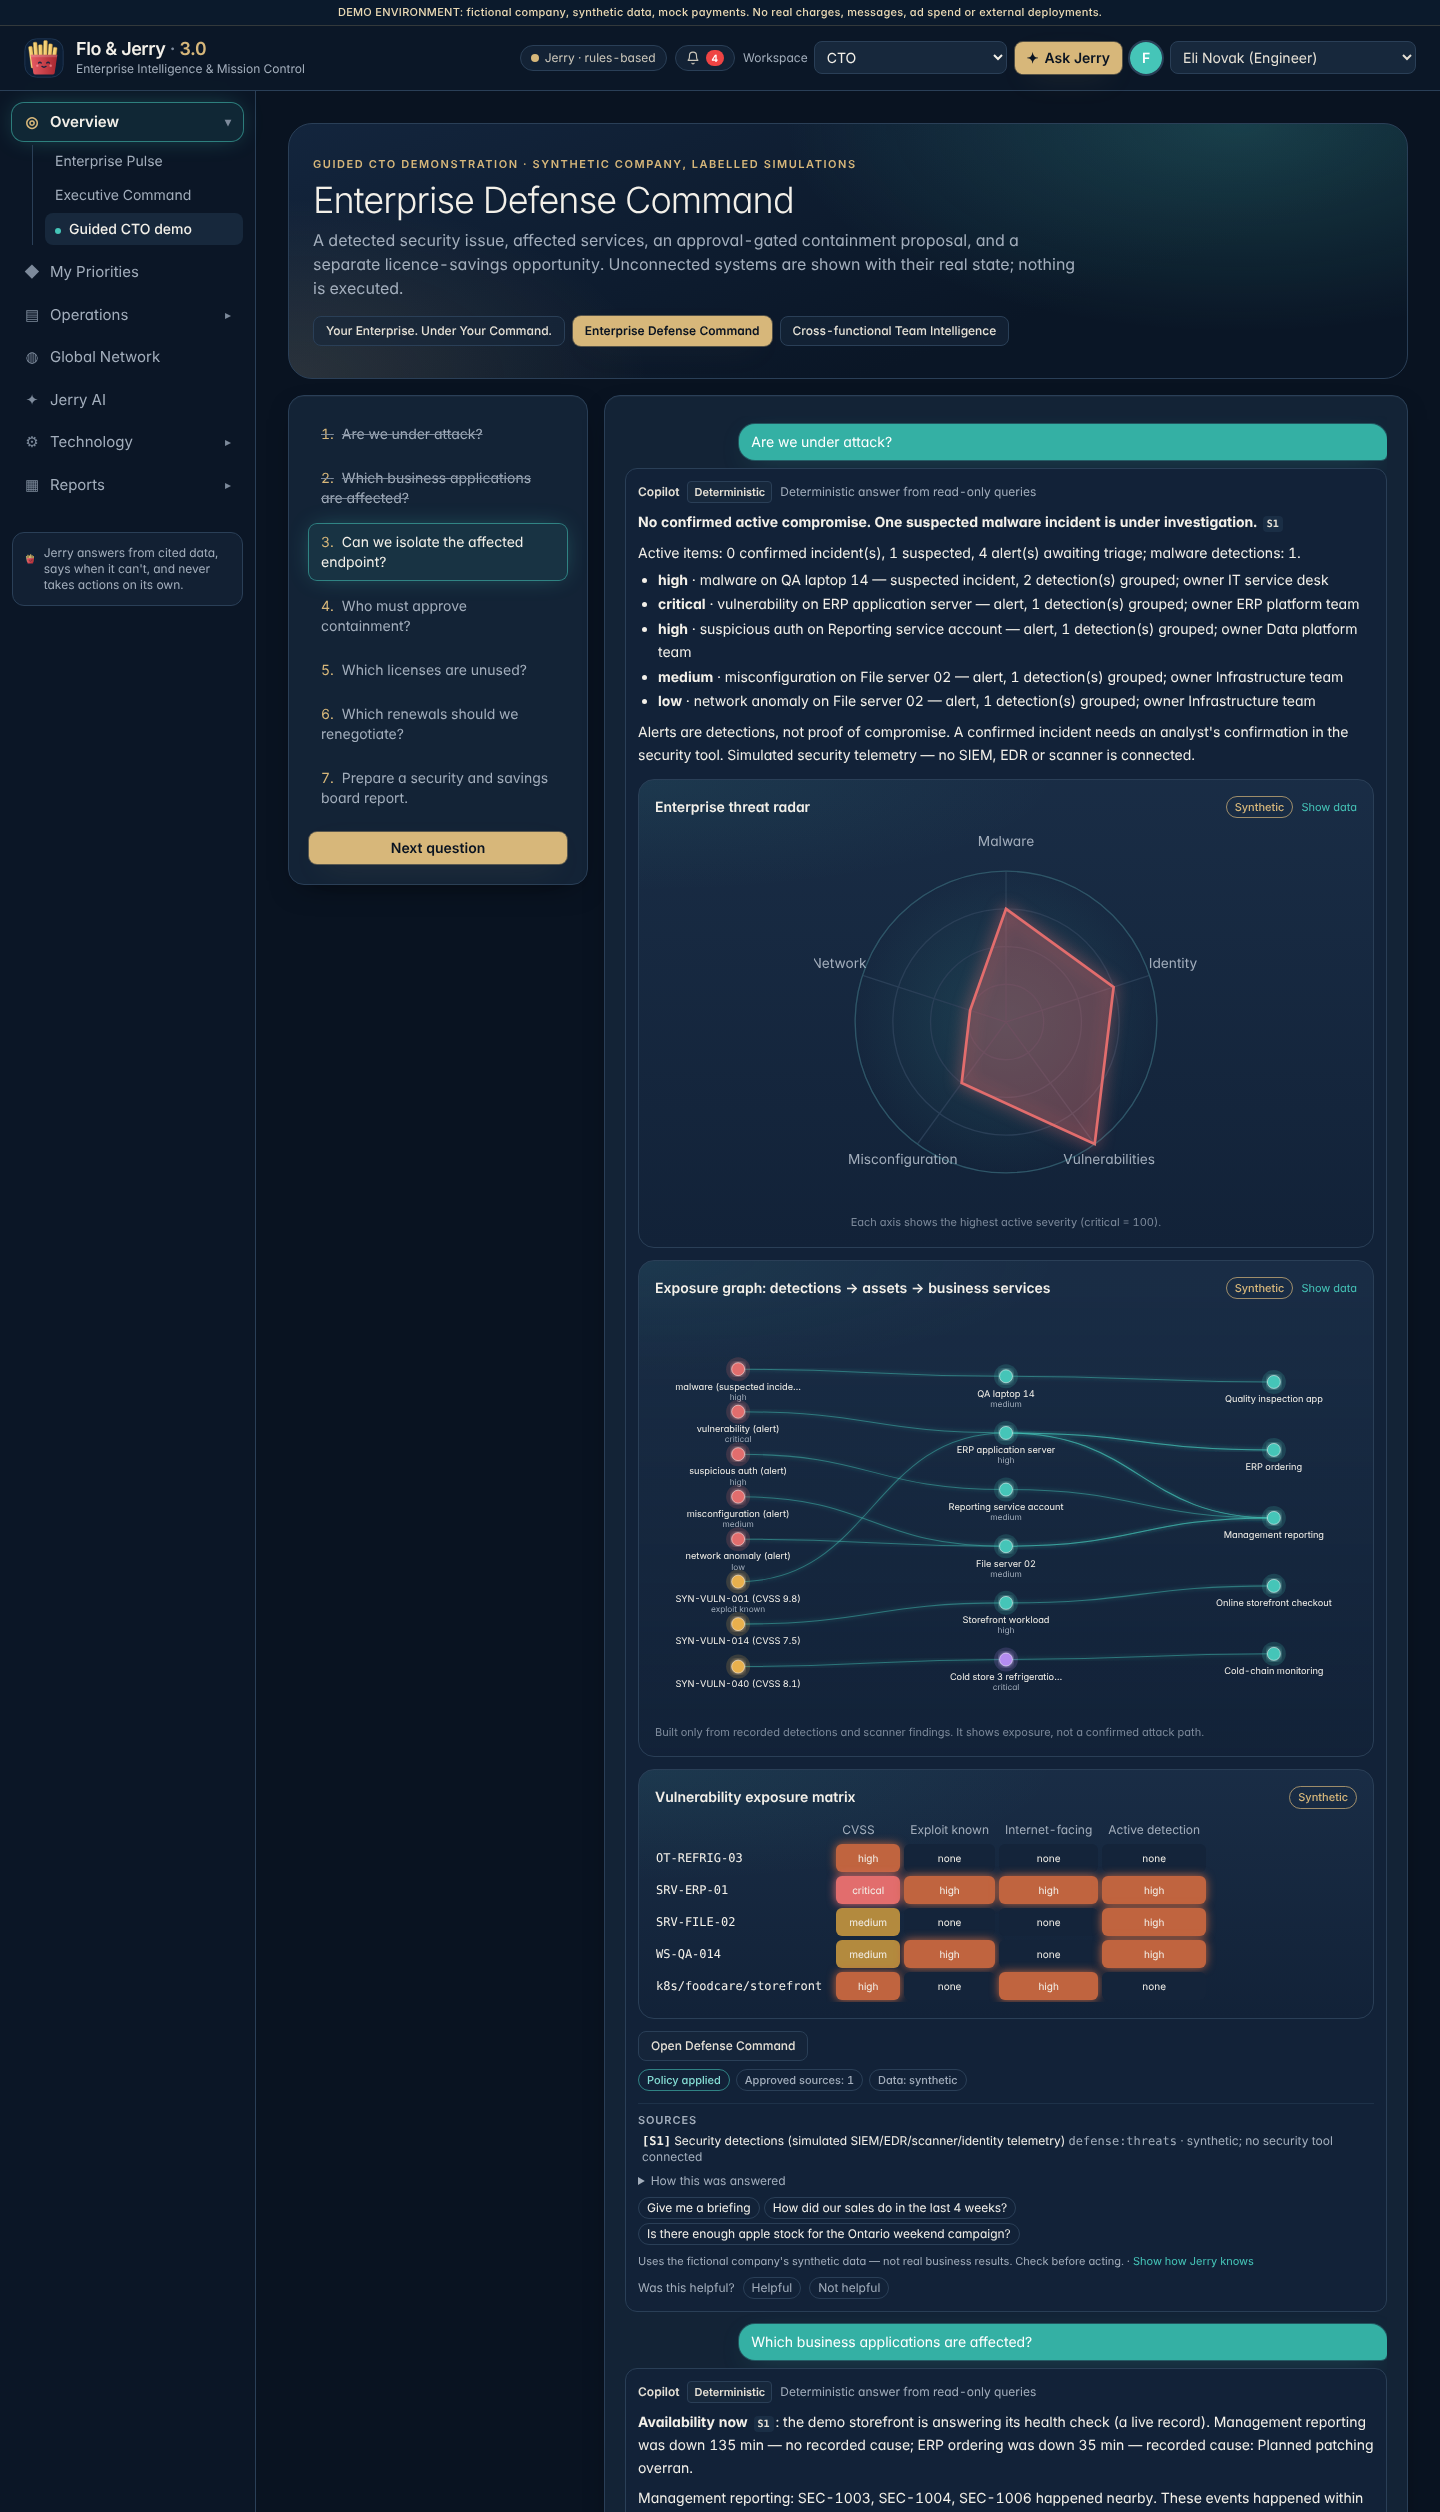 DEMO ENVIRONMENT: fictional company, synthetic data, mock payments. No real charges, messages, ad spend or external deployments.
Flo & Jerry · 3.0
Enterprise Intelligence & Mission Control
Jerry · rules-based
4
Workspace
CTO
✦ Ask Jerry
F
Eli Novak (Engineer)
Overview
Enterprise Pulse
Executive Command
Guided CTO demo
My Priorities
Operations
Global Network
Jerry AI
Technology
Reports
Jerry answers from cited data,
says when it can't, and never
takes actions on its own.
GUIDED CTO DEMONSTRATION · SYNTHETIC COMPANY, LABELLED SIMULATIONS
Enterprise Defense Command
A detected security issue, affected services, an approval-gated containment proposal, and a
separate licence-savings opportunity. Unconnected systems are shown with their real state; nothing
is executed.
Your Enterprise. Under Your Command.
Enterprise Defense Command
Cross-functional Team Intelligence
1. Are we under attack?
2. Which business applications
are affected?
3. Can we isolate the affected
endpoint?
4. Who must approve
containment?
5. Which licenses are unused?
6. Which renewals should we
renegotiate?
7. Prepare a security and savings
board report.
Next question
Are we under attack?
Copilot Deterministic Deterministic answer from read-only queries
No confirmed active compromise. One suspected malware incident is under investigation. S1
Active items: 0 confirmed incident(s), 1 suspected, 4 alert(s) awaiting triage; malware detections: 1.
• high · malware on QA laptop 14 — suspected incident, 2 detection(s) grouped; owner IT service desk
• critical · vulnerability on ERP application server — alert, 1 detection(s) grouped; owner ERP platform team
• high · suspicious auth on Reporting service account — alert, 1 detection(s) grouped; owner Data platform
team
• medium · misconfiguration on File server 02 — alert, 1 detection(s) grouped; owner Infrastructure team
• low · network anomaly on File server 02 — alert, 1 detection(s) grouped; owner Infrastructure team
Alerts are detections, not proof of compromise. A confirmed incident needs an analyst's confirmation in the
security tool. Simulated security telemetry — no SIEM, EDR or scanner is connected.
Enterprise threat radar
Synthetic
Show data
Malware
Network
Identity
Misconfiguration
Vulnerabilities
Each axis shows the highest active severity (critical = 100).
Exposure graph: detections → assets → business services
Synthetic
Show data
malware (suspected incide…
high
vulnerability (alert)
critical
suspicious auth (alert)
high
misconfiguration (alert)
medium
network anomaly (alert)
low
SYN-VULN-001 (CVSS 9.8)
exploit known
SYN-VULN-014 (CVSS 7.5)
SYN-VULN-040 (CVSS 8.1)
QA laptop 14
medium
ERP application server
high
Reporting service account
medium
File server 02
medium
Storefront workload
high
Cold store 3 refrigeratio…
critical
Quality inspection app
ERP ordering
Management reporting
Online storefront checkout
Cold-chain monitoring
Built only from recorded detections and scanner findings. It shows exposure, not a confirmed attack path.
Vulnerability exposure matrix
Synthetic
CVSS Exploit known Internet-facing Active detection
OT-REFRIG-03 high none none none
SRV-ERP-01 critical high high high
SRV-FILE-02 medium none none high
WS-QA-014 medium high none high
k8s/foodcare/storefront high none high none
Open Defense Command
Policy applied
Approved sources: 1
Data: synthetic
SOURCES
[S1] Security detections (simulated SIEM/EDR/scanner/identity telemetry) defense:threats · synthetic; no security tool
connected
▶ How this was answered
Give me a briefing
How did our sales do in the last 4 weeks?
Is there enough apple stock for the Ontario weekend campaign?
Uses the fictional company's synthetic data — not real business results. Check before acting. · Show how Jerry knows
Was this helpful? Helpful Not helpful
Which business applications are affected?
Copilot Deterministic Deterministic answer from read-only queries
Availability now S1: the demo storefront is answering its health check (a live record). Management reporting
was down 135 min — no recorded cause; ERP ordering was down 35 min — recorded cause: Planned patching
overran.
Management reporting: SEC-1003, SEC-1004, SEC-1006 happened nearby. These events happened within